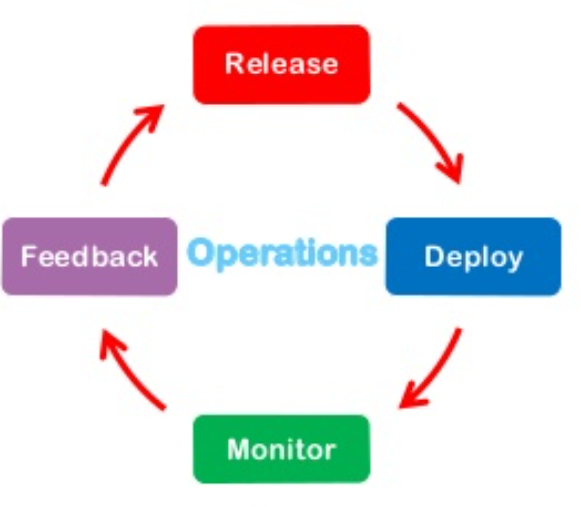 Release
Feedback
Operations
Deploy
Monitor